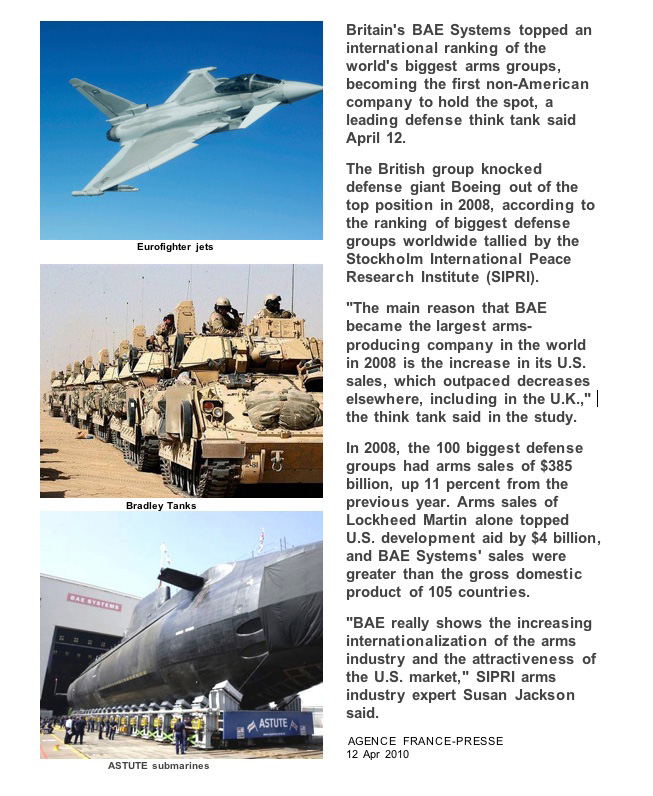 Eurofighter jets
Bradley Tanks
BAE SYSTEMS
ASTUTE
ASTUTE submarines
Britain's BAE Systems topped an
international ranking of the
world's biggest arms groups,
becoming the first non-American
company to hold the spot, a
leading defense think tank said
April 12.
The British group knocked
defense giant Boeing out of the
top position in 2008, according to
the ranking of biggest defense
groups worldwide tallied by the
Stockholm International Peace
Research Institute (SIPRI).
"The main reason that BAE
became the largest arms-
producing company in the world
in 2008 is the increase in its U.S.
sales, which outpaced decreases
elsewhere, including in the U.K.,"
the think tank said in the study.
In 2008, the 100 biggest defense
groups had arms sales of $385
billion, up 11 percent from the
previous year. Arms sales of
Lockheed Martin alone topped
U.S. development aid by $4 billion,
and BAE Systems' sales were
greater than the gross domestic
product of 105 countries.
"BAE really shows the increasing
internationalization of the arms
industry and the attractiveness of
the U.S. market," SIPRI arms
industry expert Susan Jackson
said.
AGENCE FRANCE-PRESSE
12 Apr 2010